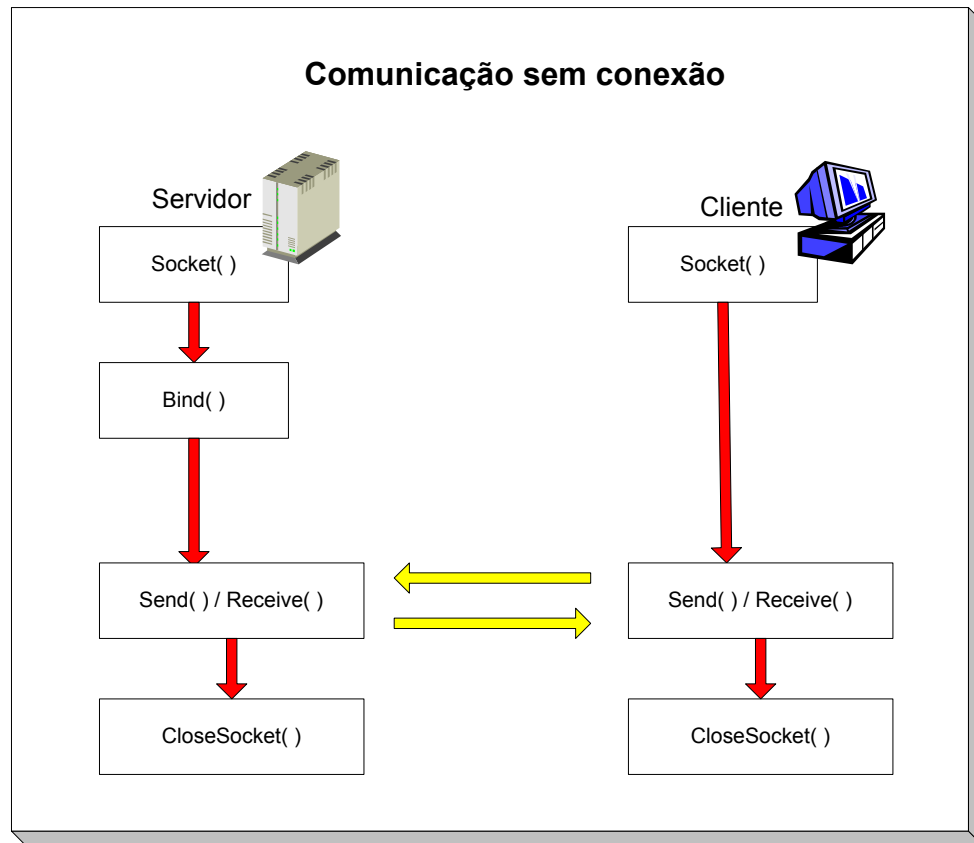 Comunicação sem conexão
Servidor
Cliente
Socket( )
Socket( )
Bind( )
Send( ) / Receive( )
Send( ) / Receive( )
CloseSocket( )
CloseSocket( )